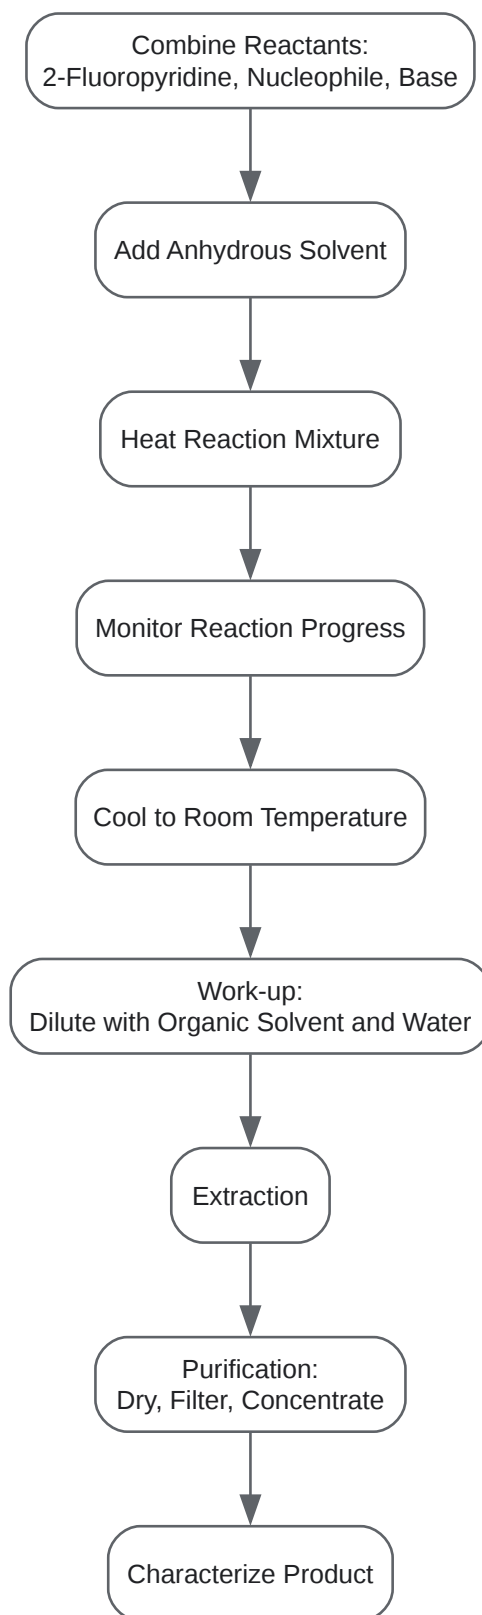 Combine Reactants:
2-Fluoropyridine, Nucleophile, Base
Add Anhydrous Solvent
Heat Reaction Mixture
Monitor Reaction Progress
Cool to Room Temperature
Work-up:
Dilute with Organic Solvent and Water
Extraction
Purification:
Dry, Filter, Concentrate
Characterize Product